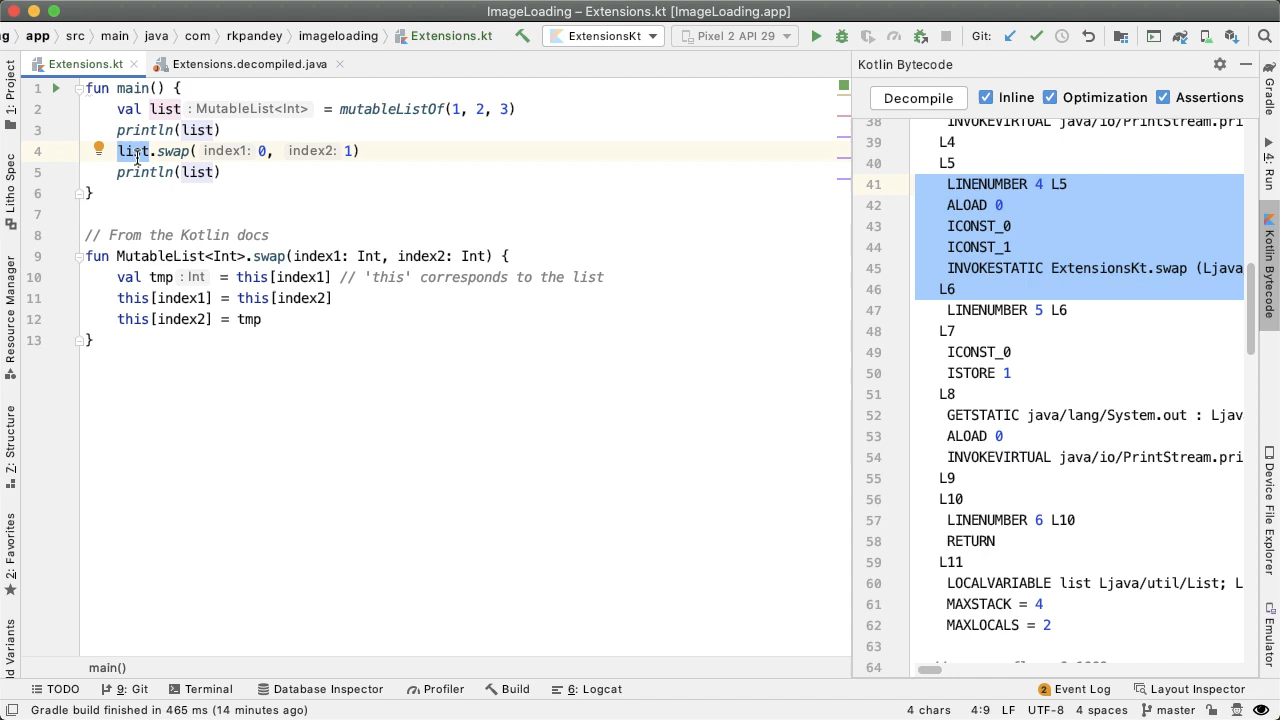 ImageLoading – Extensions.kt [ImageLoading.app]
ng app src main java com rkpandey imageloading Extensions.kt ExtensionsKt Pixel 2 API 29 Git:
Extensions.kt Extensions.decompiled.java
1 fun main() {
2 val list : MutableList<Int> = mutableListOf(1, 2, 3)
3 println(list)
4 list.swap( index1: 0, index2: 1)
5 println(list)
6 }
7
8 // From the Kotlin docs
9 fun MutableList<Int>.swap(index1: Int, index2: Int) {
10 val tmp : Int = this[index1] // 'this' corresponds to the list
11 this[index1] = this[index2]
12 this[index2] = tmp
13 }
main()
Kotlin Bytecode
Decompile Inline Optimization Assertions
38 INVOKEVIRTUAL java/io/PrintStream.pri
39 L4
40 L5
41 LINENUMBER 4 L5
42 ALOAD 0
43 ICONST_0
44 ICONST_1
45 INVOKESTATIC ExtensionsKt.swap (Ljava
46 L6
47 LINENUMBER 5 L6
48 L7
49 ICONST_0
50 ISTORE 1
51 L8
52 GETSTATIC java/lang/System.out : Ljav
53 ALOAD 0
54 INVOKEVIRTUAL java/io/PrintStream.pri
55 L9
56 L10
57 LINENUMBER 6 L10
58 RETURN
59 L11
60 LOCALVARIABLE list Ljava/util/List; L
61 MAXSTACK = 4
62 MAXLOCALS = 2
63
64
1: Project
Litho Spec
Resource Manager
7: Structure
2: Favorites
ld Variants
Gradle
4: Run
Kotlin Bytecode
Device File Explorer
Emulator
TODO 9: Git Terminal Database Inspector Profiler Build 6: Logcat 2 Event Log Layout Inspector
Gradle build finished in 465 ms (14 minutes ago) 4 chars 4:9 LF UTF-8 4 spaces master